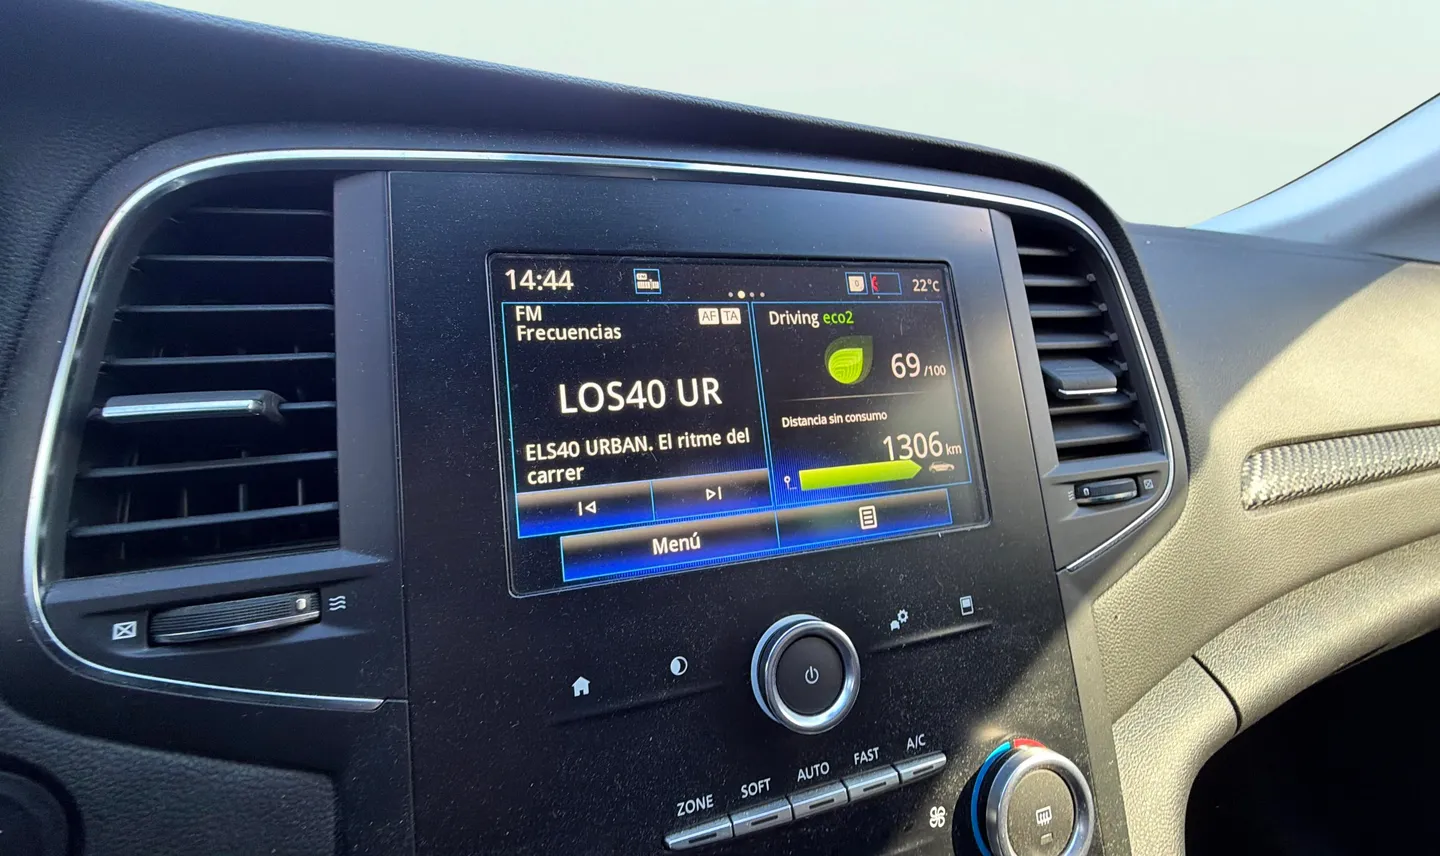 14:44
22°C
FM
Frecuencias
AF TA
LOS40 UR
ELS40 URBAN. El ritme del
carrer
Driving eco2
69 /100
Distancia sin consumo
1306 km
Menú
ZONE
SOFT
AUTO
FAST
A/C